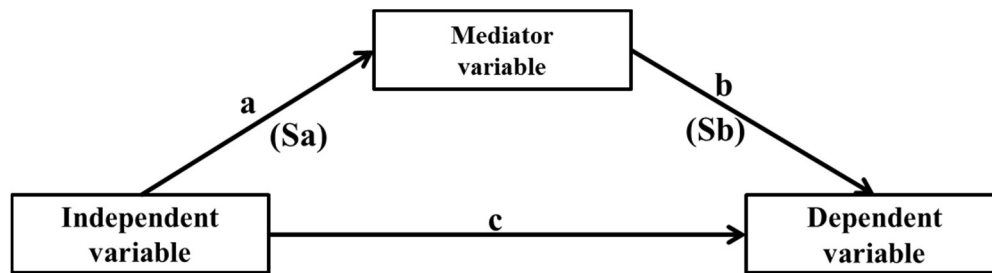 Mediator
variable
a
(Sa)
b
(Sb)
Independent
variable
c
Dependent
variable